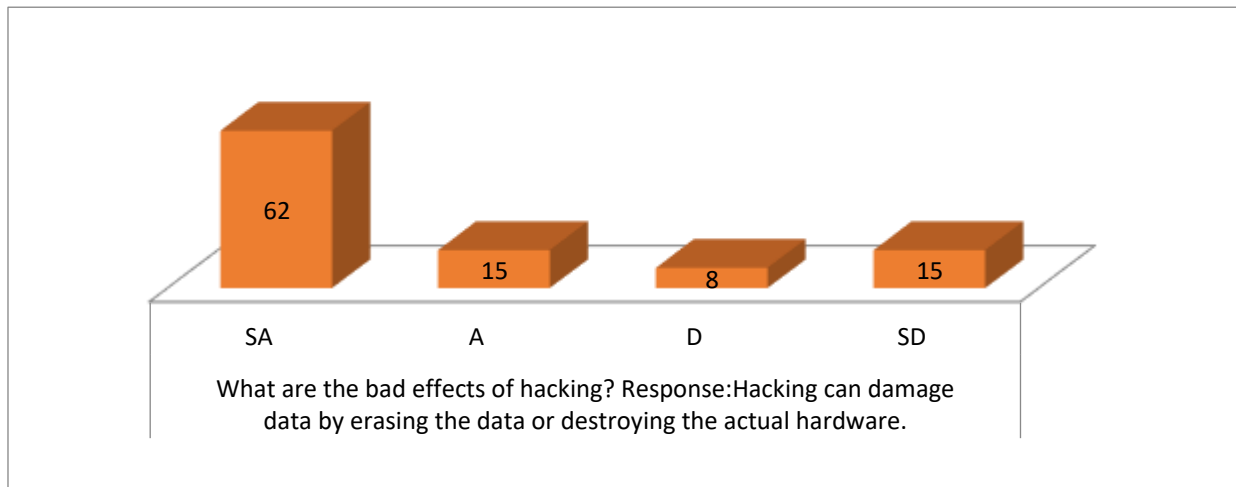 62
15
8
15
SA
A
D
SD
What are the bad effects of hacking? Response:Hacking can damage
data by erasing the data or destroying the actual hardware.